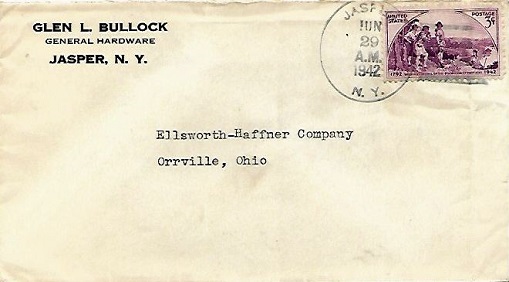 GLEN L. BULLOCK
GENERAL HARDWARE
JASPER, N. Y.
JASPE
JUN
29
A.M.
1942
N. Y.
UNITED STATES
POSTAGE
3¢
1792
1942
Ellsworth-Haffner Company
Orrville, Ohio